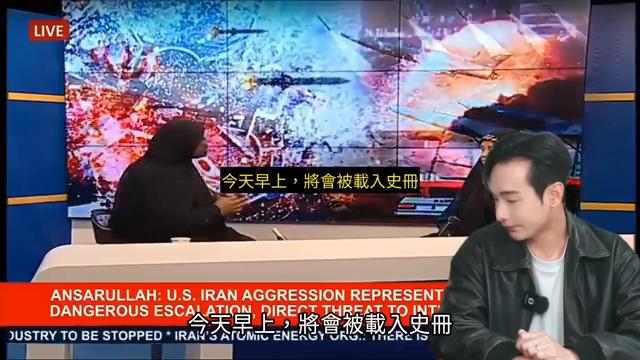 LIVE
今天早上，將會被載入史冊
ANSARULLAH: U.S. IRAN AGGRESSION REPRESENT
DANGEROUS ESCALATION, DIRECT THREAT TO INT'
今天早上，將會被載入史冊
DUSTRY TO BE STOPPED * IRAN'S ATOMIC ENERGY ORG.: THERE IS